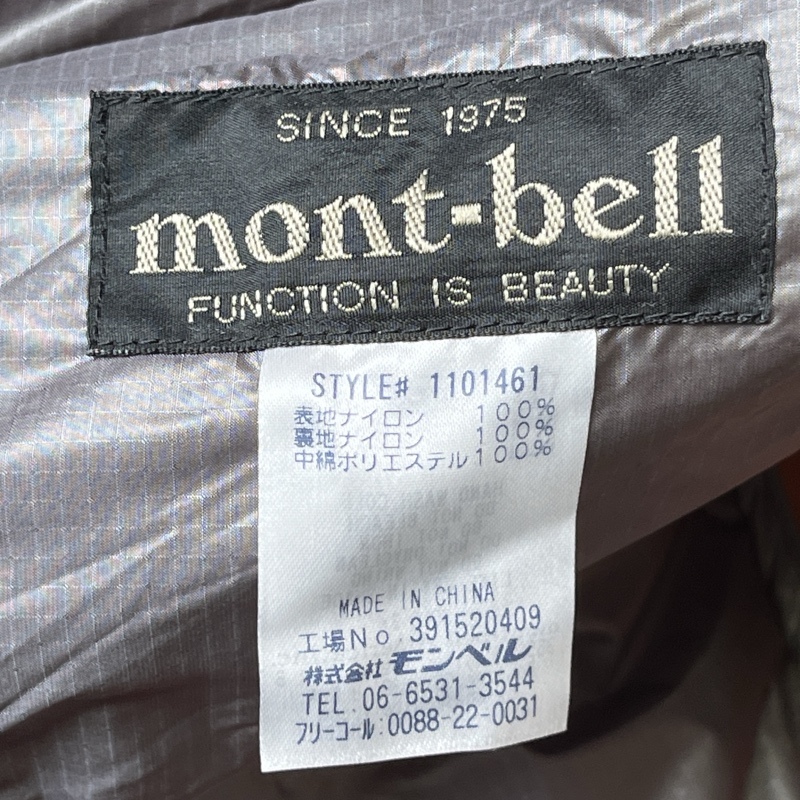 SINCE 1975
mont-bell
FUNCTION IS BEAUTY
STYLE# 1101461
表地ナイロン 100%
裏地ナイロン 100%
中綿ポリエステル100%
MADE IN CHINA
工場No.391520409
株式会社 モンベル
TEL.06-6531-3544
フリーコール:0088-22-0031